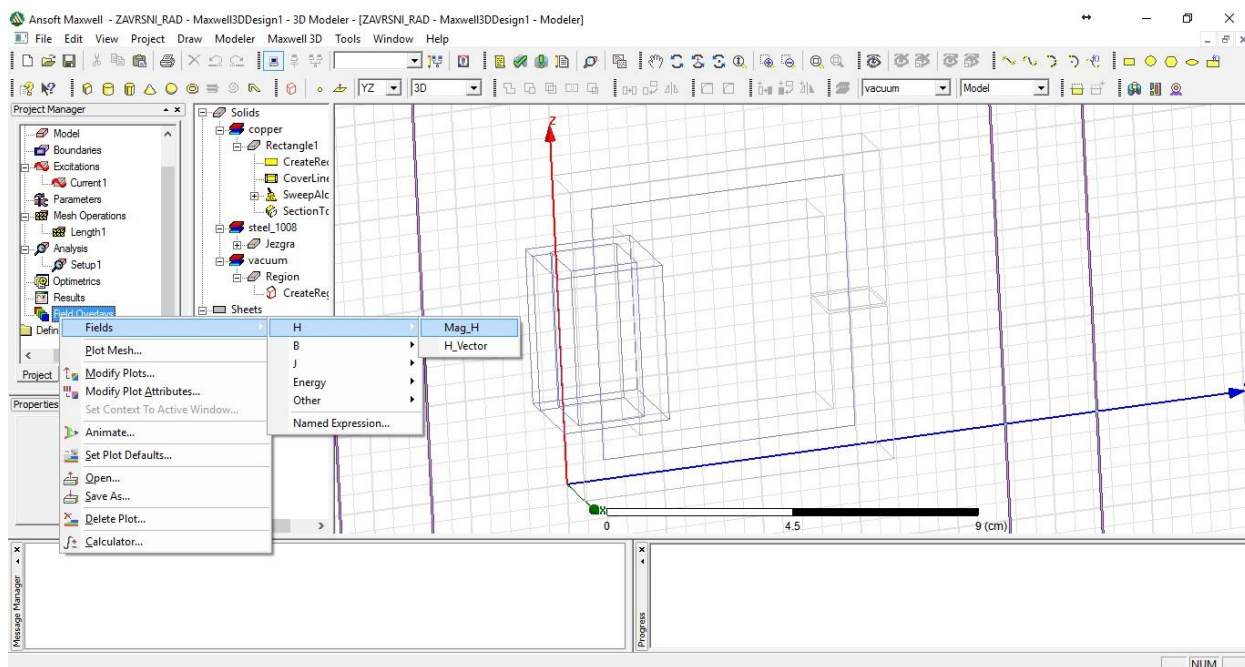 Ansoft Maxwell - ZAVRSNI_RAD - Maxwell3DDesign1 - 3D Modeler - [ZAVRSNI_RAD - Maxwell3DDesign1 - Modeler]
File Edit View Project Draw Modeler Maxwell 3D Tools Window Help
YZ 3D vacuum Model
Project Manager
Model
Boundaries
Excitations
Current1
Parameters
Mesh Operations
Length1
Analysis
Setup1
Optimetrics
Results
Field Overlays
Defin
Project
Properties
Solids
copper
Rectangle1
CreateRec
CoverLine
SweepAlo
SectionTo
steel_1008
Jezgra
vacuum
Region
CreateReg
Sheets
Fields
Plot Mesh...
Modify Plots...
Modify Plot Attributes...
Set Context To Active Window...
Animate...
Set Plot Defaults...
Open...
Save As...
Delete Plot...
Calculator...
H
B
J
Energy
Other
Named Expression...
Mag_H
H_Vector
Z
X
0 4.5 9 (cm)
Message Manager
Progress
NUM